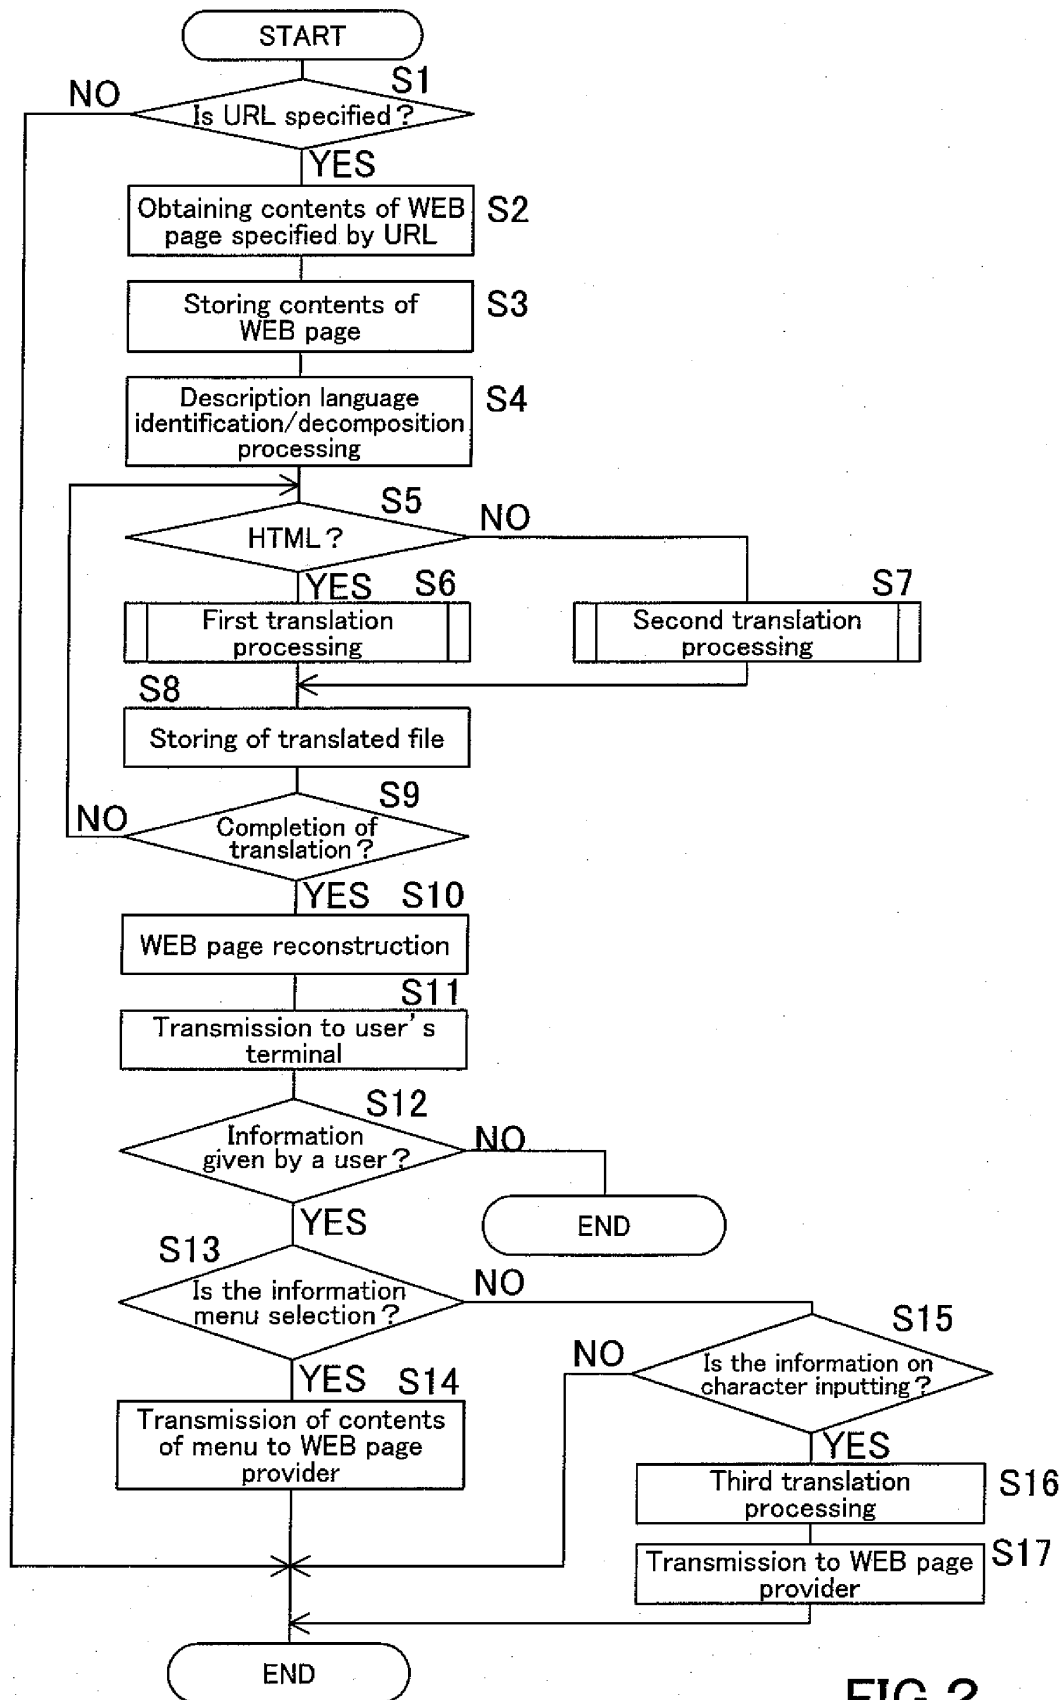 START
S1
NO
Is URL specified?
YES
Obtaining contents of WEB
page specified by URL
S2
Storing contents of
WEB page
S3
Description language
identification/decomposition
processing
S4
S5
HTML?
NO
YES
S6
First translation
processing
S7
Second translation
processing
S8
Storing of translated file
S9
NO
Completion of
translation?
YES
S10
WEB page reconstruction
S11
Transmission to user's
terminal
S12
Information
given by a user?
NO
END
YES
S13
Is the information
menu selection?
NO
YES
S14
Transmission of contents
of menu to WEB page
provider
S15
NO
Is the information on
character inputting?
YES
Third translation
processing
S16
Transmission to WEB page
provider
S17
END